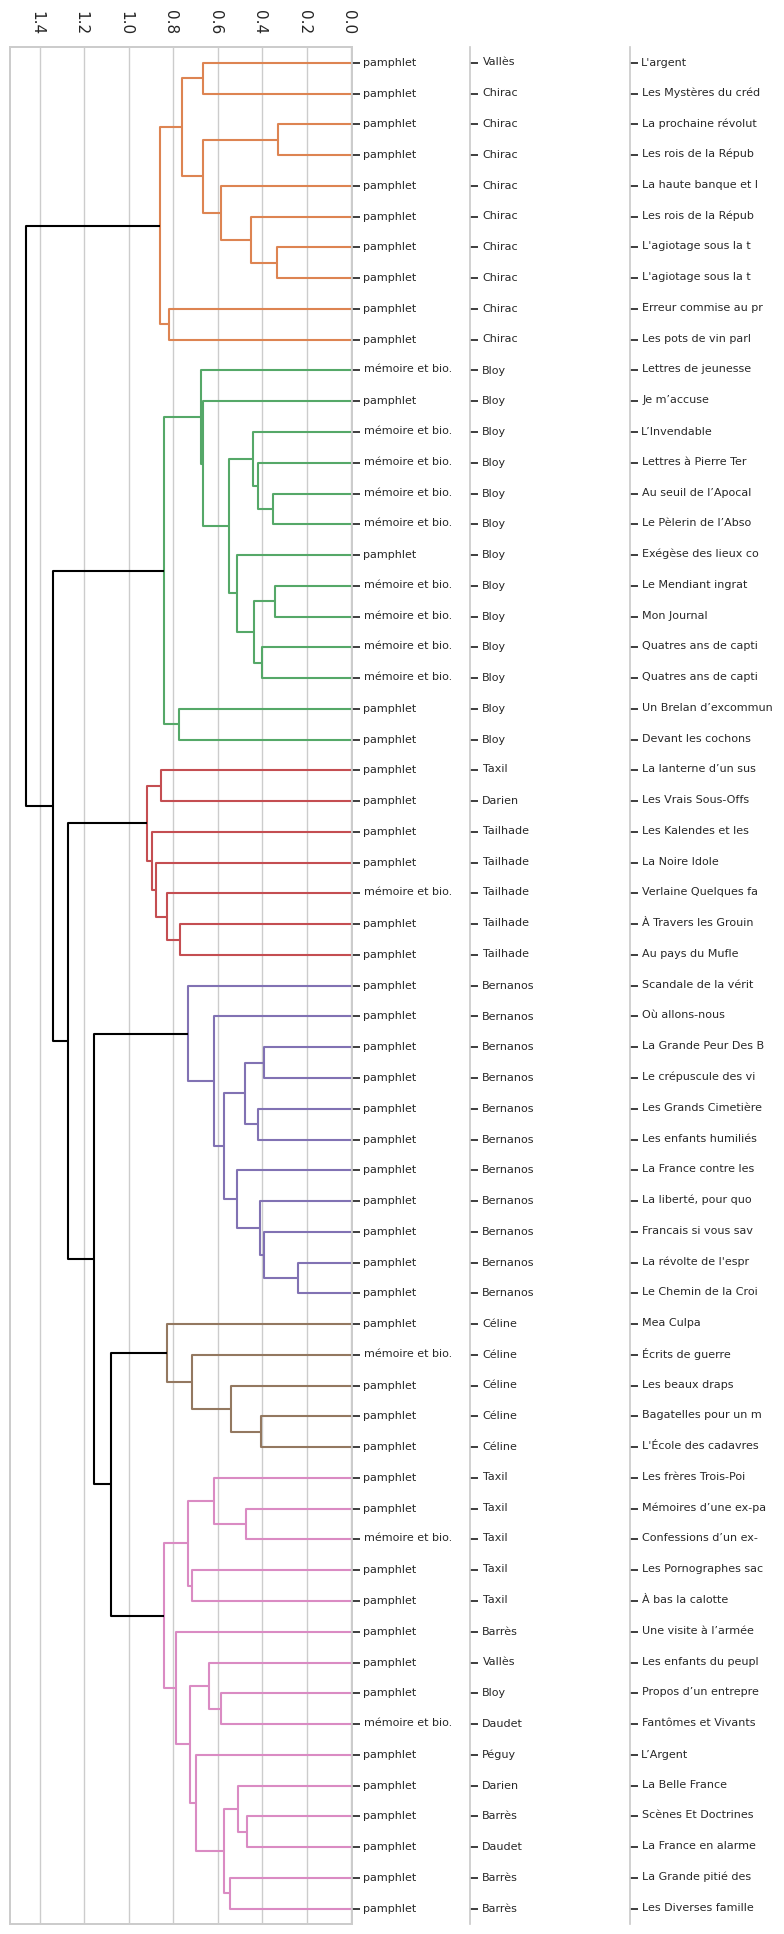 1.4 1.2 1.0 0.8 0.6 0.4 0.2 0.0
pamphlet Vallès L'argent
pamphlet Chirac Les Mystères du créd
pamphlet Chirac La prochaine révolut
pamphlet Chirac Les rois de la Répub
pamphlet Chirac La haute banque et l
pamphlet Chirac Les rois de la Répub
pamphlet Chirac L'agiotage sous la t
pamphlet Chirac L'agiotage sous la t
pamphlet Chirac Erreur commise au pr
pamphlet Chirac Les pots de vin parl
mémoire et bio. Bloy Lettres de jeunesse
pamphlet Bloy Je m’accuse
mémoire et bio. Bloy L’Invendable
mémoire et bio. Bloy Lettres à Pierre Ter
mémoire et bio. Bloy Au seuil de l’Apocal
mémoire et bio. Bloy Le Pèlerin de l’Abso
pamphlet Bloy Exégèse des lieux co
mémoire et bio. Bloy Le Mendiant ingrat
mémoire et bio. Bloy Mon Journal
mémoire et bio. Bloy Quatres ans de capti
mémoire et bio. Bloy Quatres ans de capti
pamphlet Bloy Un Brelan d’excommun
pamphlet Bloy Devant les cochons
pamphlet Taxil La lanterne d’un sus
pamphlet Darien Les Vrais Sous-Offs
pamphlet Tailhade Les Kalendes et les
pamphlet Tailhade La Noire Idole
mémoire et bio. Tailhade Verlaine Quelques fa
pamphlet Tailhade À Travers les Grouin
pamphlet Tailhade Au pays du Mufle
pamphlet Bernanos Scandale de la vérit
pamphlet Bernanos Où allons-nous
pamphlet Bernanos La Grande Peur Des B
pamphlet Bernanos Le crépuscule des vi
pamphlet Bernanos Les Grands Cimetière
pamphlet Bernanos Les enfants humiliés
pamphlet Bernanos La France contre les
pamphlet Bernanos La liberté, pour quo
pamphlet Bernanos Francais si vous sav
pamphlet Bernanos La révolte de l'espr
pamphlet Bernanos Le Chemin de la Croi
pamphlet Céline Mea Culpa
mémoire et bio. Céline Écrits de guerre
pamphlet Céline Les beaux draps
pamphlet Céline Bagatelles pour un m
pamphlet Céline L'École des cadavres
pamphlet Taxil Les frères Trois-Poi
pamphlet Taxil Mémoires d’une ex-pa
mémoire et bio. Taxil Confessions d’un ex-
pamphlet Taxil Les Pornographes sac
pamphlet Taxil À bas la calotte
pamphlet Barrès Une visite à l’armée
pamphlet Vallès Les enfants du peupl
pamphlet Bloy Propos d’un entrepre
mémoire et bio. Daudet Fantômes et Vivants
pamphlet Péguy L’Argent
pamphlet Darien La Belle France
pamphlet Barrès Scènes Et Doctrines
pamphlet Daudet La France en alarme
pamphlet Barrès La Grande pitié des
pamphlet Barrès Les Diverses famille